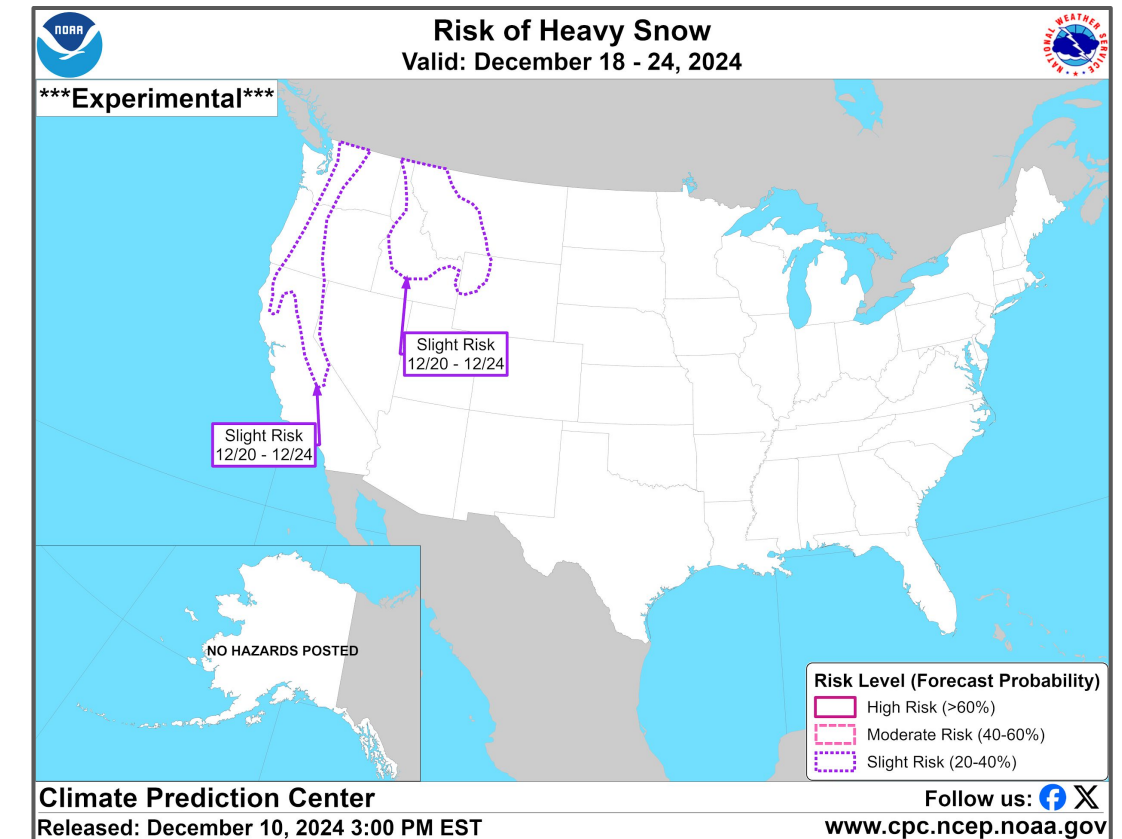 NOAA
Risk of Heavy Snow
Valid: December 18 - 24, 2024
NATIONAL WEATHER SERVICE
***Experimental***
Slight Risk
12/20 - 12/24
Slight Risk
12/20 - 12/24
NO HAZARDS POSTED
Risk Level (Forecast Probability)
High Risk (>60%)
Moderate Risk (40-60%)
Slight Risk (20-40%)
Climate Prediction Center
Follow us:
Released: December 10, 2024 3:00 PM EST
www.cpc.ncep.noaa.gov